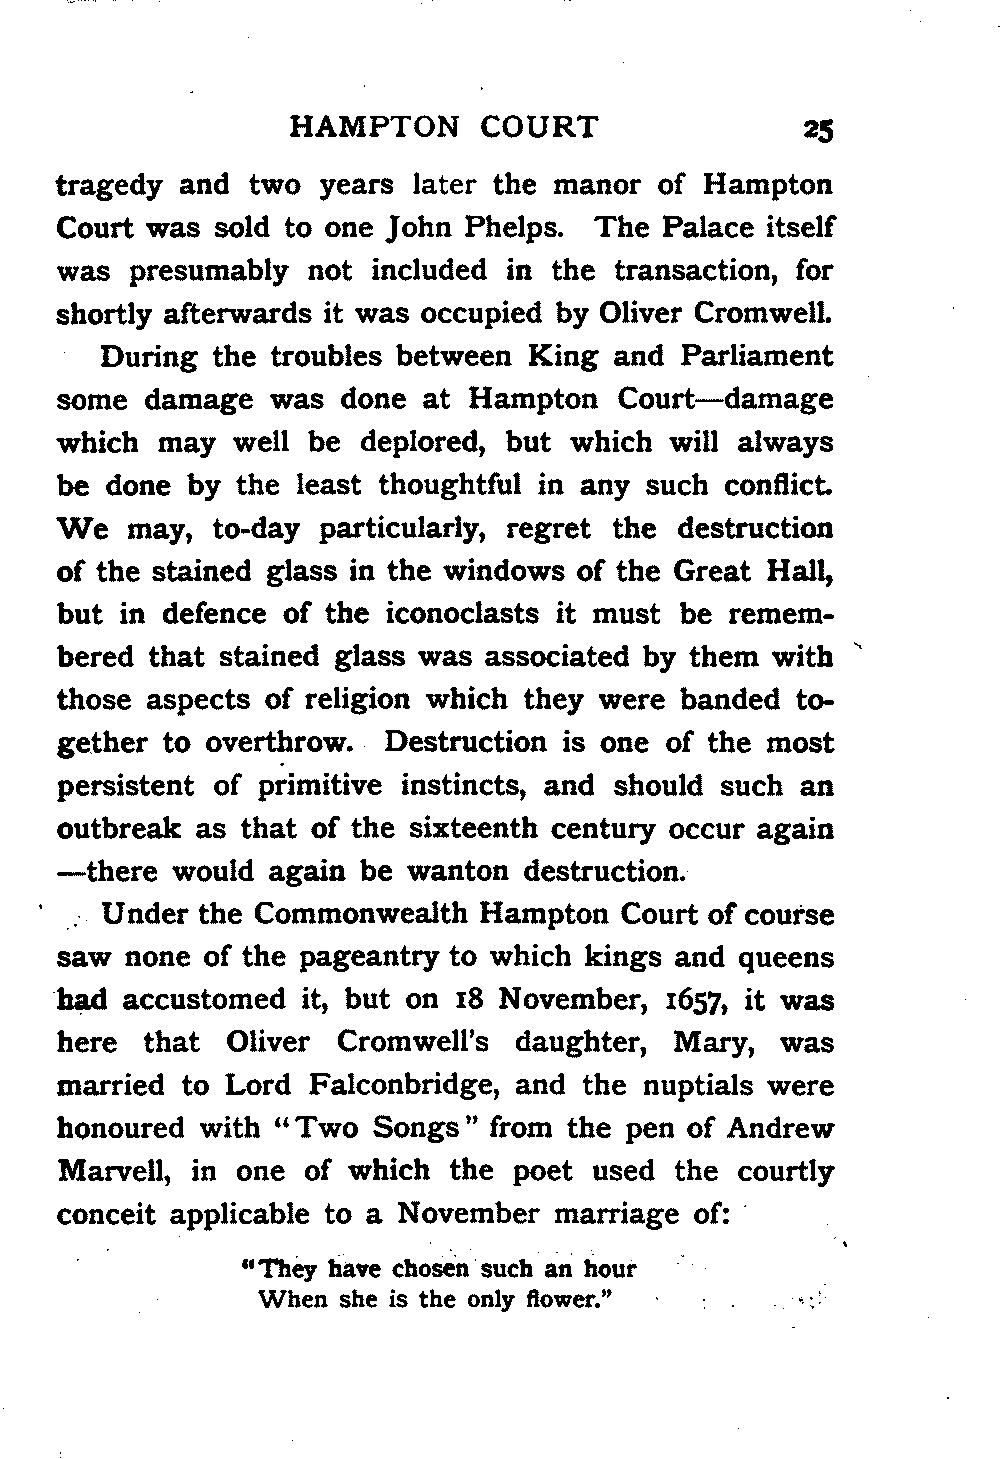 HAMPTON COURT 25
tragedy and two years later the manor of Hampton
Court was sold to one John Phelps. The Palace itself
was presumably not included in the transaction, for
shortly afterwards it was occupied by Oliver Cromwell.
During the troubles between King and Parliament
some damage was done at Hampton Court—damage
which may well be deplored, but which will always
be done by the least thoughtful in any such conflict.
We may, to-day particularly, regret the destruction
of the stained glass in the windows of the Great Hall,
but in defence of the iconoclasts it must be remem-
bered that stained glass was associated by them with
those aspects of religion which they were banded to-
gether to overthrow. Destruction is one of the most
persistent of primitive instincts, and should such an
outbreak as that of the sixteenth century occur again
—there would again be wanton destruction.
Under the Commonwealth Hampton Court of course
saw none of the pageantry to which kings and queens
had accustomed it, but on 18 November, 1657, it was
here that Oliver Cromwell's daughter, Mary, was
married to Lord Falconbridge, and the nuptials were
honoured with "Two Songs" from the pen of Andrew
Marvell, in one of which the poet used the courtly
conceit applicable to a November marriage of:
"They have chosen such an hour
When she is the only flower."